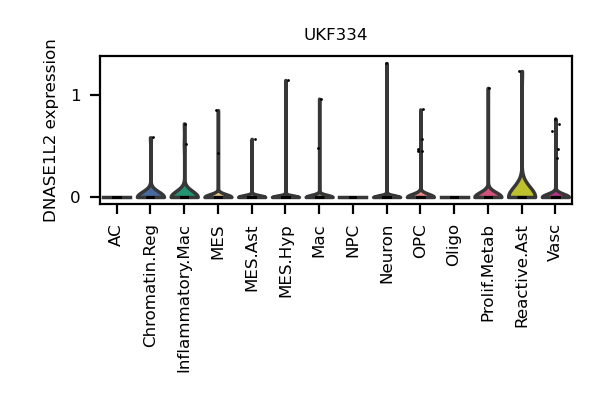 UKF334
DNASE1L2 expression
1
0
AC
Chromatin.Reg
Inflammatory.Mac
MES
MES.Ast
MES.Hyp
Mac
NPC
Neuron
OPC
Oligo
Prolif.Metab
Reactive.Ast
Vasc